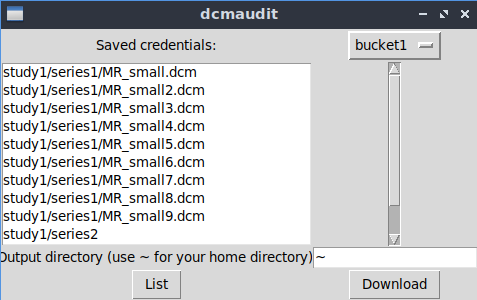 dcmaudit
Saved credentials:
bucket1
study1/series1/MR_small.dcm
study1/series1/MR_small2.dcm
study1/series1/MR_small3.dcm
study1/series1/MR_small4.dcm
study1/series1/MR_small5.dcm
study1/series1/MR_small6.dcm
study1/series1/MR_small7.dcm
study1/series1/MR_small8.dcm
study1/series1/MR_small9.dcm
study1/series2
Output directory (use ~ for your home directory)
~
List
Download